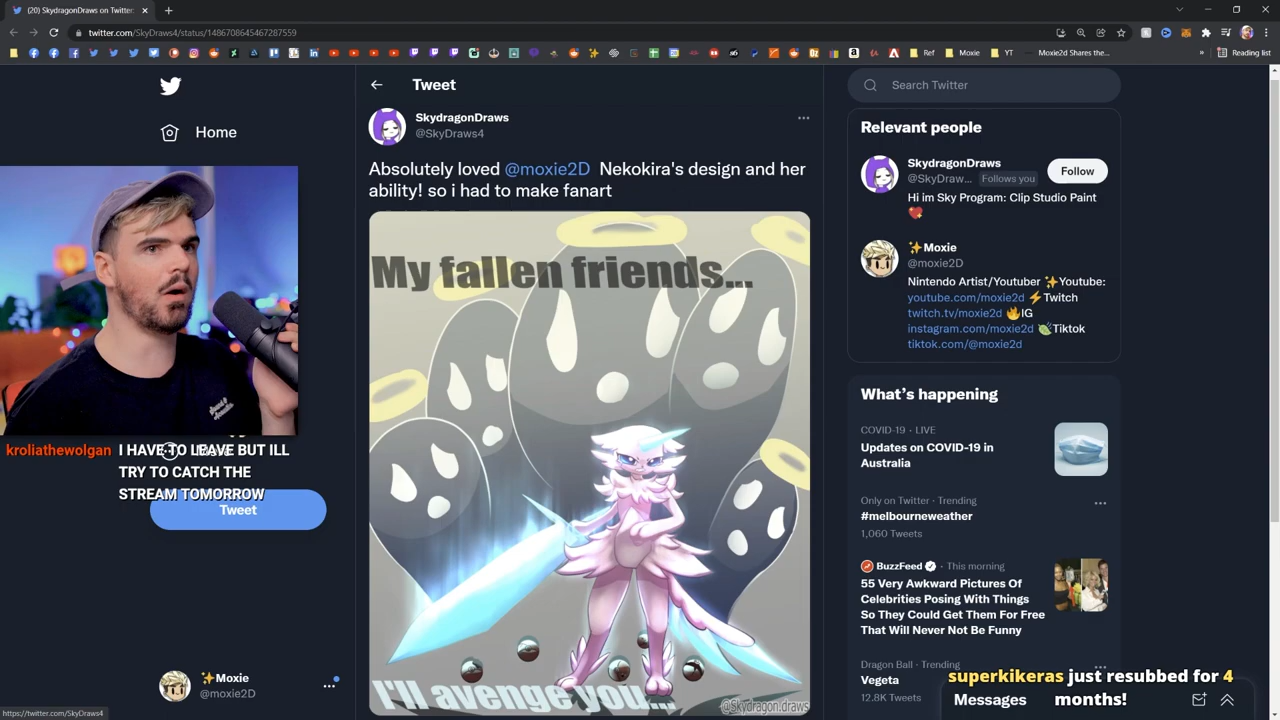 (20) SkydragonDraws on Twitter:
twitter.com/SkyDraws4/status/1486708645467287559
Ref
Moxie
YT
Moxie2d Shares the...
Reading list
Home
Tweet
SkydragonDraws
@SkyDraws4
Absolutely loved @moxie2D Nekokira's design and her
ability! so i had to make fanart
My fallen friends...
I'll avenge you...
@Skydragon.draws
kroliathewolgan I HAVE TO LEAVE BUT ILL
TRY TO CATCH THE
STREAM TOMORROW
Tweet
✨Moxie
@moxie2D
https://twitter.com/SkyDraws4
Search Twitter
Relevant people
SkydragonDraws
@SkyDraw... Follows you
Follow
Hi im Sky Program: Clip Studio Paint
💖
✨Moxie
@moxie2D
Nintendo Artist/Youtuber ✨Youtube:
youtube.com/moxie2d ⚡Twitch
twitch.tv/moxie2d 🔥IG
instagram.com/moxie2d 🍃Tiktok
tiktok.com/@moxie2d
What's happening
COVID-19 · LIVE
Updates on COVID-19 in
Australia
Only on Twitter · Trending
#melbourneweather
1,060 Tweets
BuzzFeed · This morning
55 Very Awkward Pictures Of
Celebrities Posing With Things
So They Could Get Them For Free
That Will Never Not Be Funny
Dragon Ball · Trending
Vegeta
12.8K Tweets
superkikeras just resubbed for 4
months!
Messages